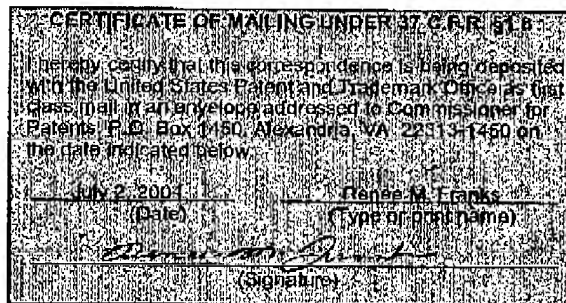 CERTIFICATE OF MAILING UNDER 37 C.F.R. §1.8
I hereby certify that this correspondence is being deposited
with the United States Patent and Trademark Office as first
class mail in an envelope addressed to Commissioner for
Patents, P.O. Box 1450, Alexandria, VA 22313-1450 on
the date indicated below.
July 2, 2004 Renee M. Franks
(Date) (Type or print name)
(Signature)